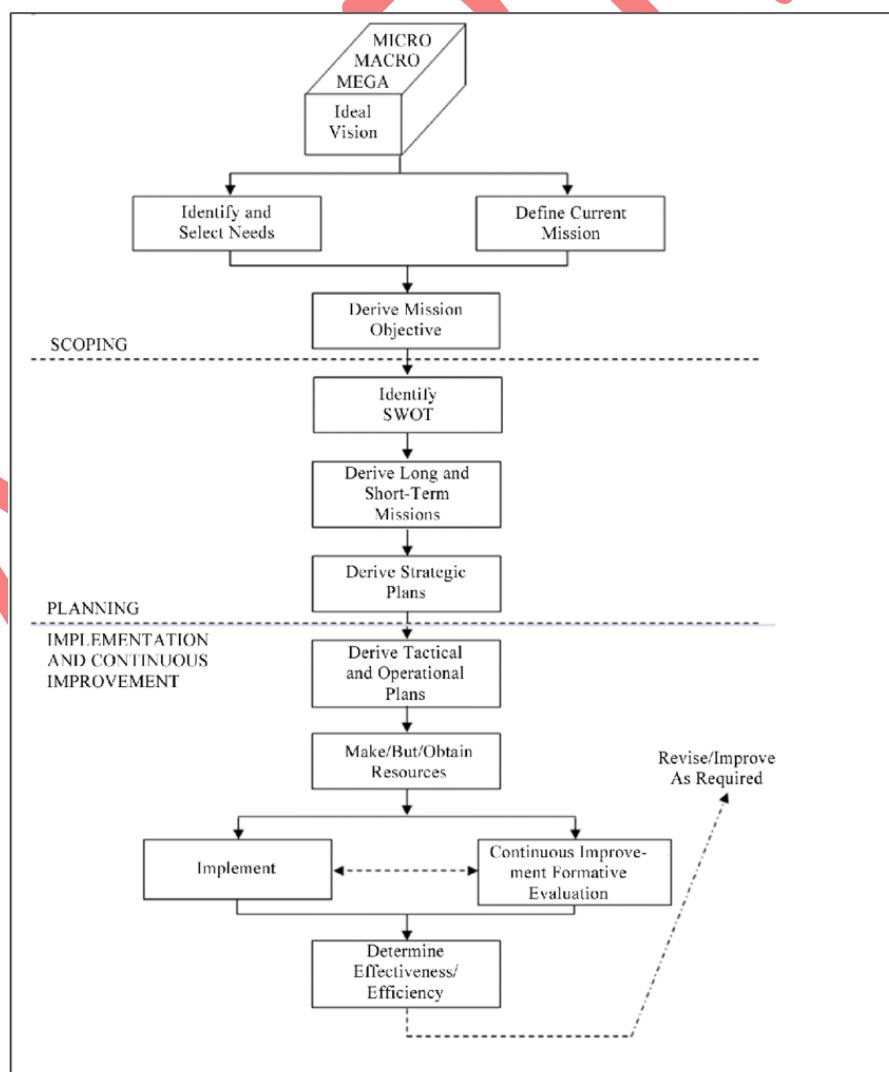 MICRO
MACRO
MEGA
Ideal
Vision
Identify and
Select Needs
Define Current
Mission
Derive Mission
Objective
SCOPING
Identify
SWOT
Derive Long and
Short-Term
Missions
Derive Strategic
Plans
PLANNING
IMPLEMENTATION
AND CONTINUOUS
IMPROVEMENT
Derive Tactical
and Operational
Plans
Make/But/Obtain
Resources
Revise/Improve
As Required
Implement
Continuous Improve-
ment Formative
Evaluation
Determine
Effectiveness/
Efficiency